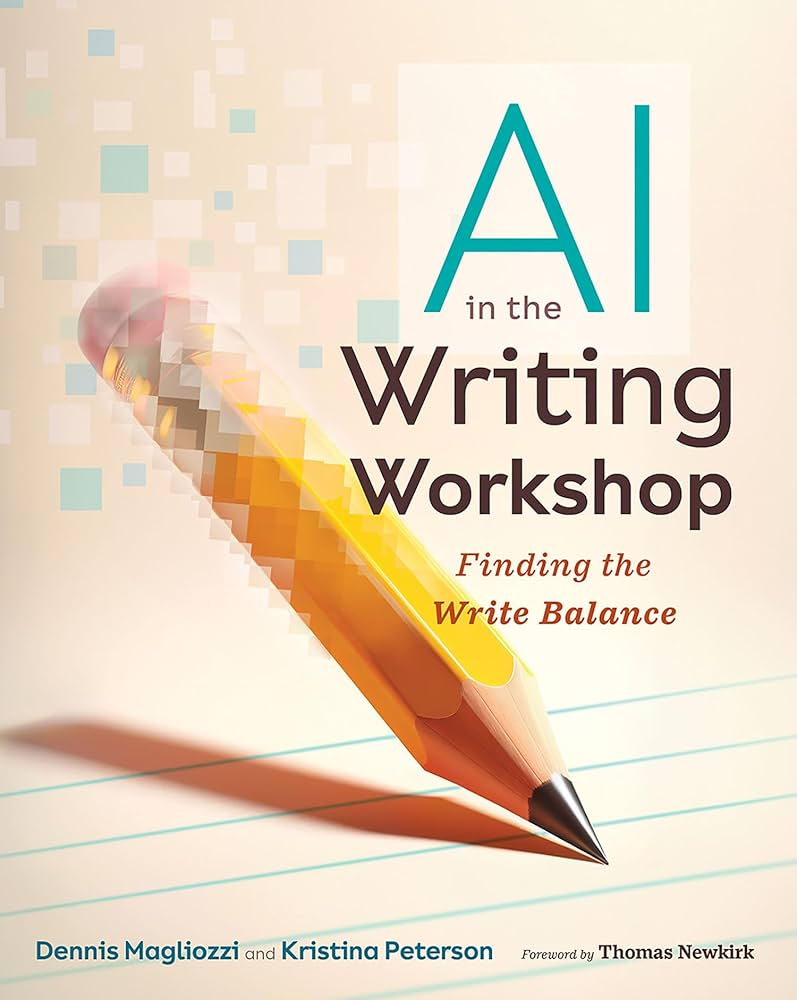 AI
in the
Writing
Workshop
Finding the
Write Balance
Dennis Magliozzi and Kristina Peterson Foreword by Thomas Newkirk